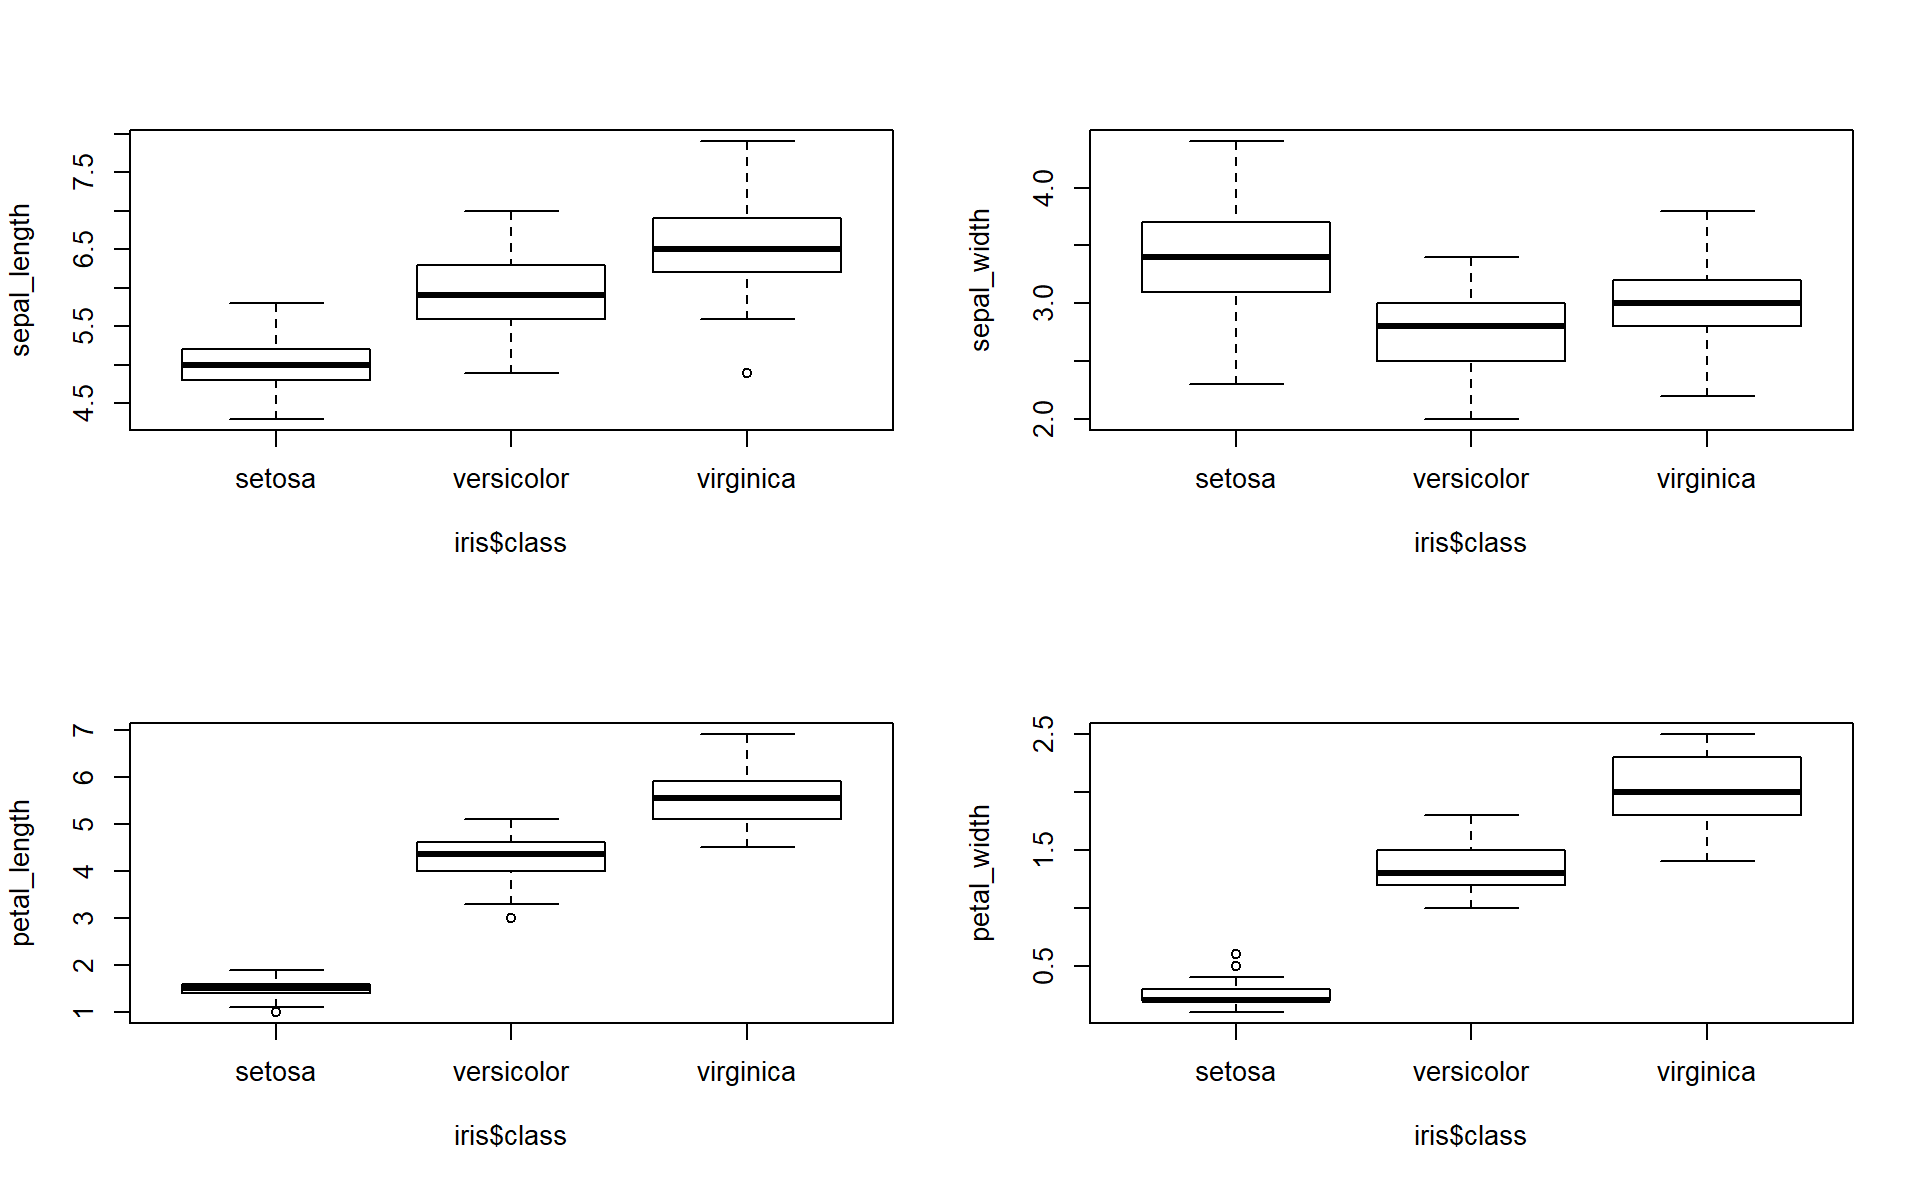 sepal_length
7.5
6.5
5.5
4.5
setosa versicolor virginica
iris$class
sepal_width
4.0
3.0
2.0
setosa versicolor virginica
iris$class
petal_length
7
6
5
4
3
2
1
setosa versicolor virginica
iris$class
petal_width
2.5
1.5
0.5
setosa versicolor virginica
iris$class